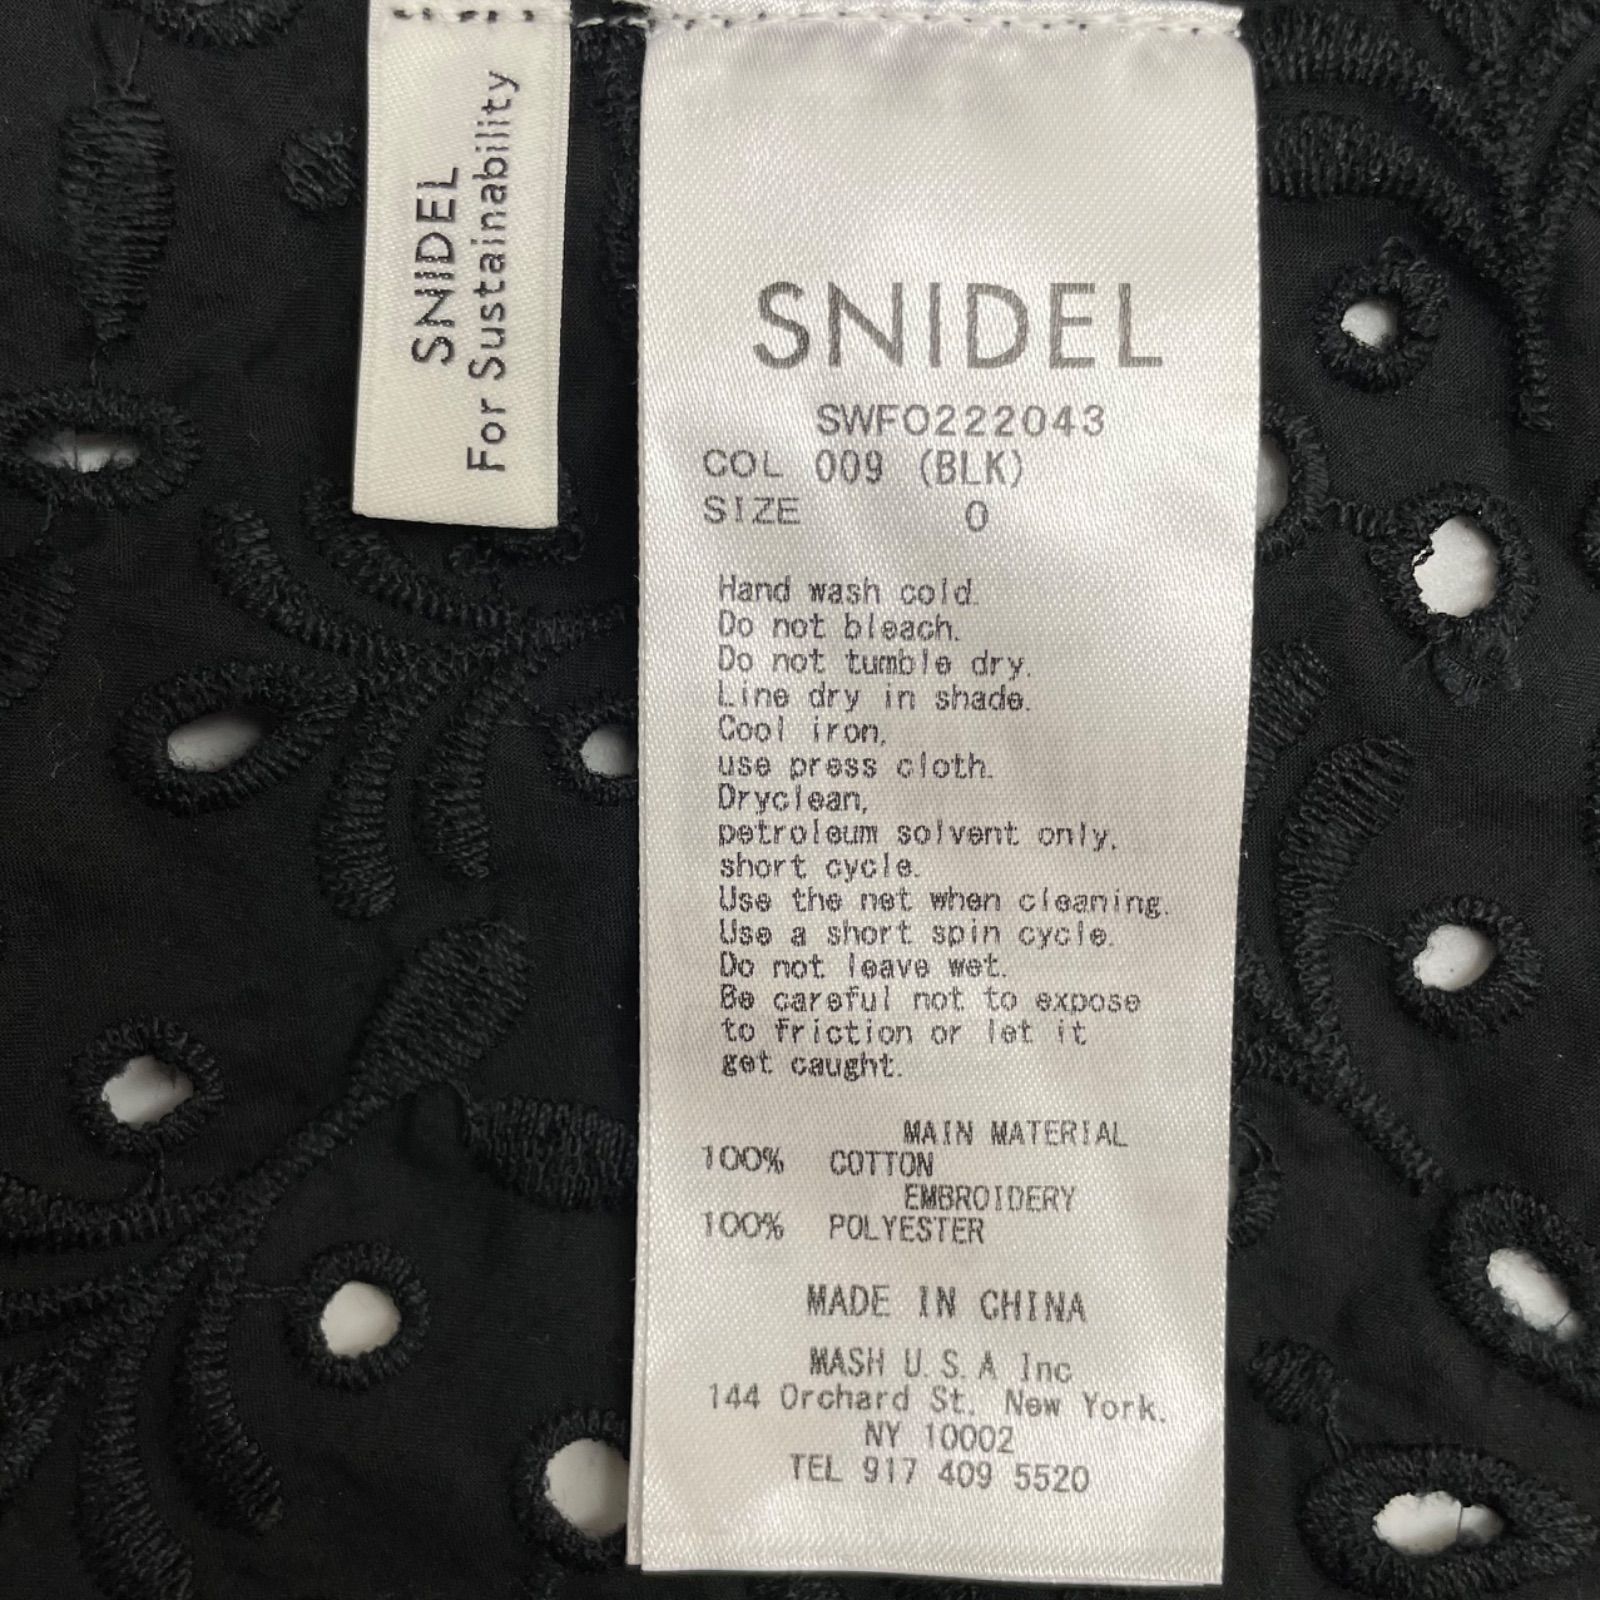 SNIDEL
For Sustainability
SNIDEL
SWFO222043
COL 009 (BLK)
SIZE 0
Hand wash cold.
Do not bleach.
Do not tumble dry.
Line dry in shade.
Cool iron,
use press cloth.
Dryclean,
petroleum solvent only,
short cycle.
Use the net when cleaning.
Use a short spin cycle.
Do not leave wet.
Be careful not to expose
to friction or let it
get caught.
MAIN MATERIAL
100% COTTON
EMBROIDERY
100% POLYESTER
MADE IN CHINA
MASH U.S.A Inc
144 Orchard St. New York.
NY 10002
TEL 917 409 5520